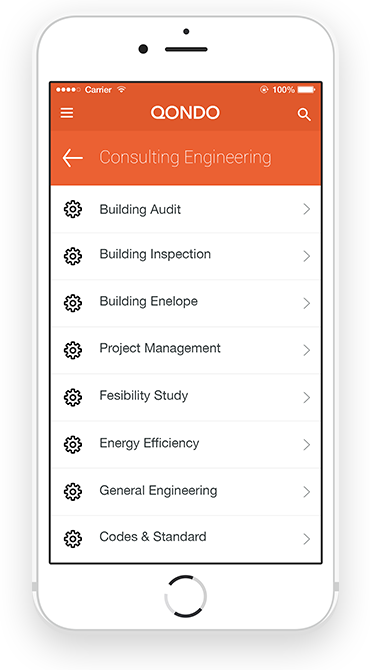 Carrier 100%
QONDO
Consulting Engineering
Building Audit
Building Inspection
Building Enelope
Project Management
Fesibility Study
Energy Efficiency
General Engineering
Codes & Standard